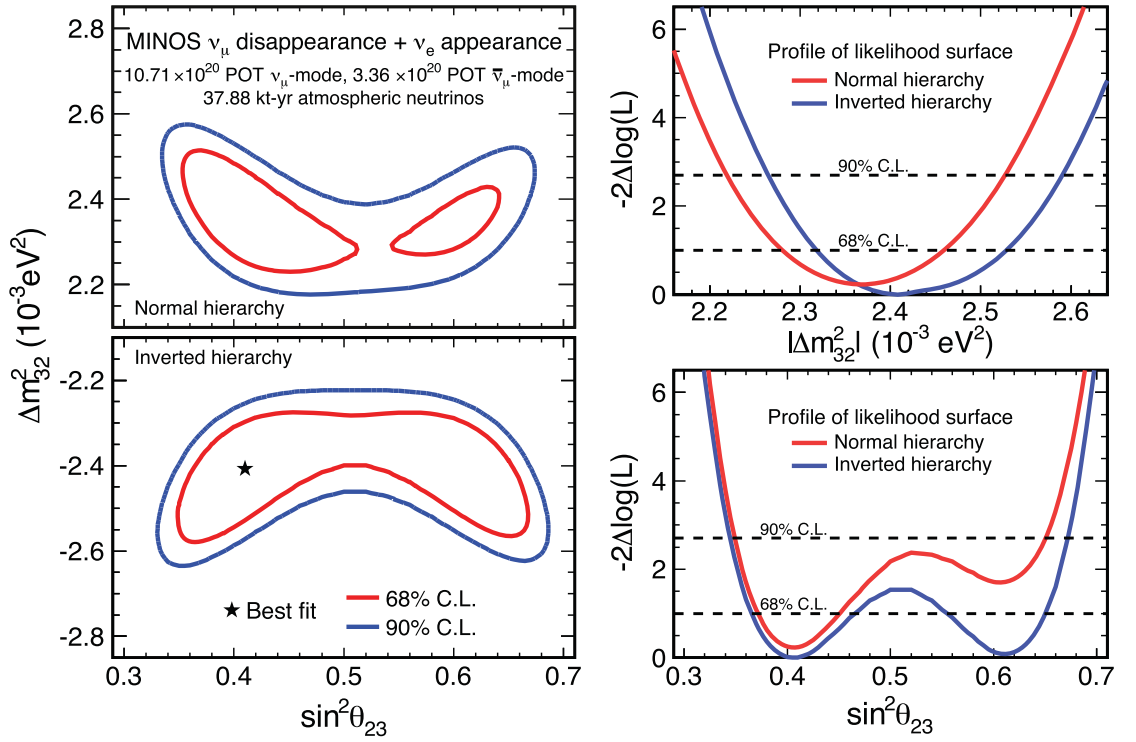 MINOS νμ disappearance + νe appearance
10.71 ×10²⁰ POT νμ-mode, 3.36 ×10²⁰ POT ν̄μ-mode
37.88 kt-yr atmospheric neutrinos
2.8
2.6
2.4
2.2
Normal hierarchy
Δm²₃₂ (10⁻³eV²)
Inverted hierarchy
-2.2
-2.4
-2.6
-2.8
★ Best fit
68% C.L.
90% C.L.
0.3 0.4 0.5 0.6 0.7
sin²θ₂₃
-2Δlog(L)
6
4
2
0
Profile of likelihood surface
Normal hierarchy
Inverted hierarchy
90% C.L.
68% C.L.
2.2 2.3 2.4 2.5 2.6
|Δm²₃₂| (10⁻³ eV²)
-2Δlog(L)
6
4
2
0
Profile of likelihood surface
Normal hierarchy
Inverted hierarchy
90% C.L.
68% C.L.
0.3 0.4 0.5 0.6 0.7
sin²θ₂₃